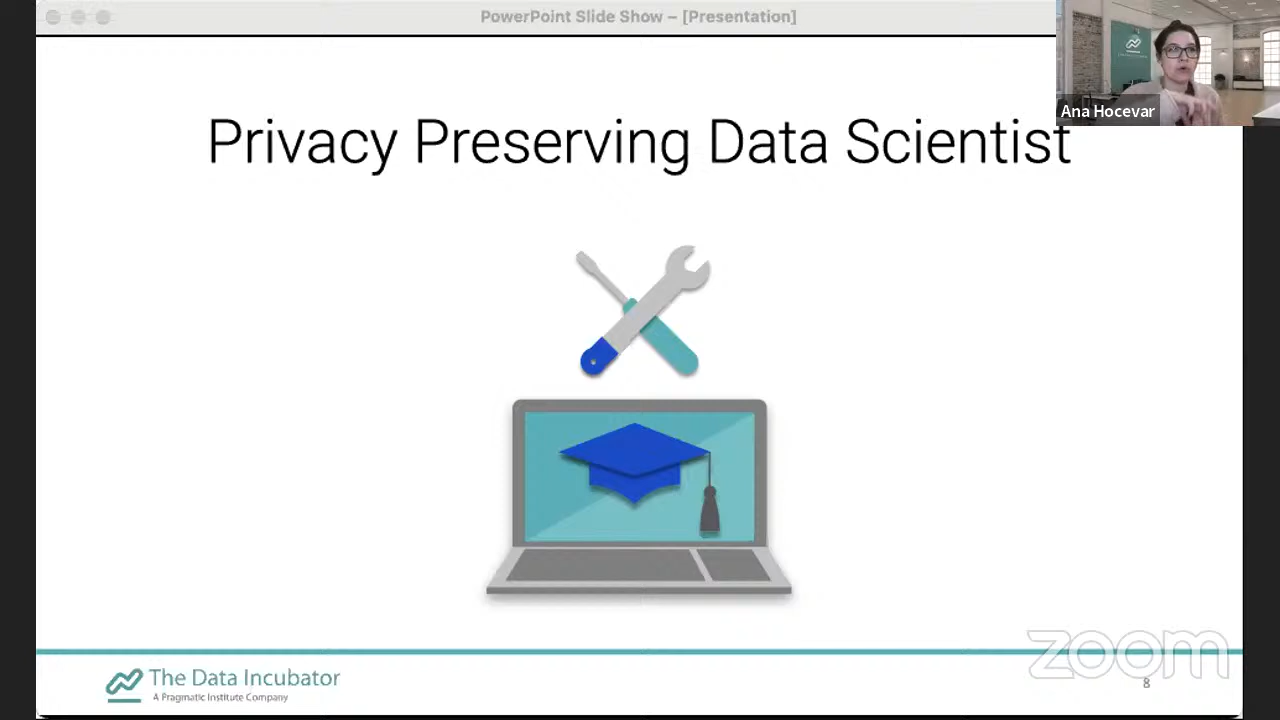 PowerPoint Slide Show – [Presentation]
Ana Hocevar
Privacy Preserving Data Scientist
The Data Incubator
A Pragmatic Institute Company
zoom
8